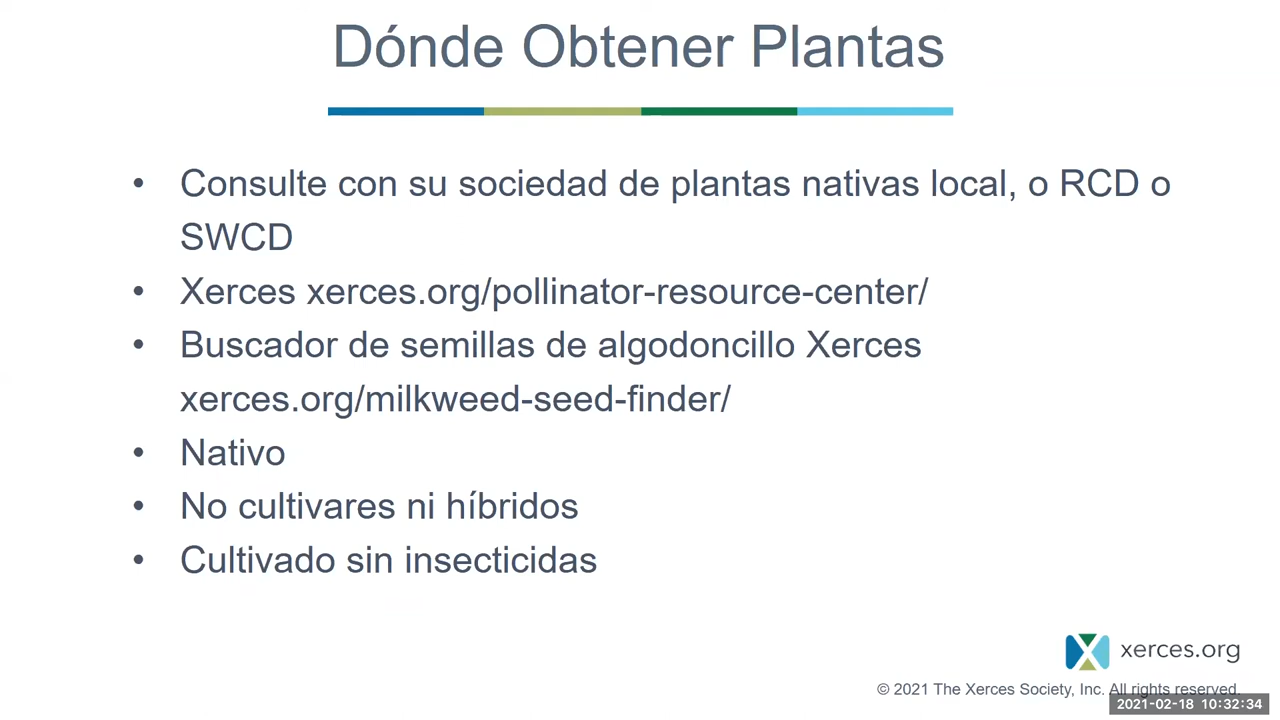 Dónde Obtener Plantas
• Consulte con su sociedad de plantas nativas local, o RCD o
SWCD
• Xerces xerces.org/pollinator-resource-center/
• Buscador de semillas de algodoncillo Xerces
xerces.org/milkweed-seed-finder/
• Nativo
• No cultivares ni híbridos
• Cultivado sin insecticidas
xerces.org
© 2021 The Xerces Society, Inc. All rights reserved.
2021-02-18 10:32:34